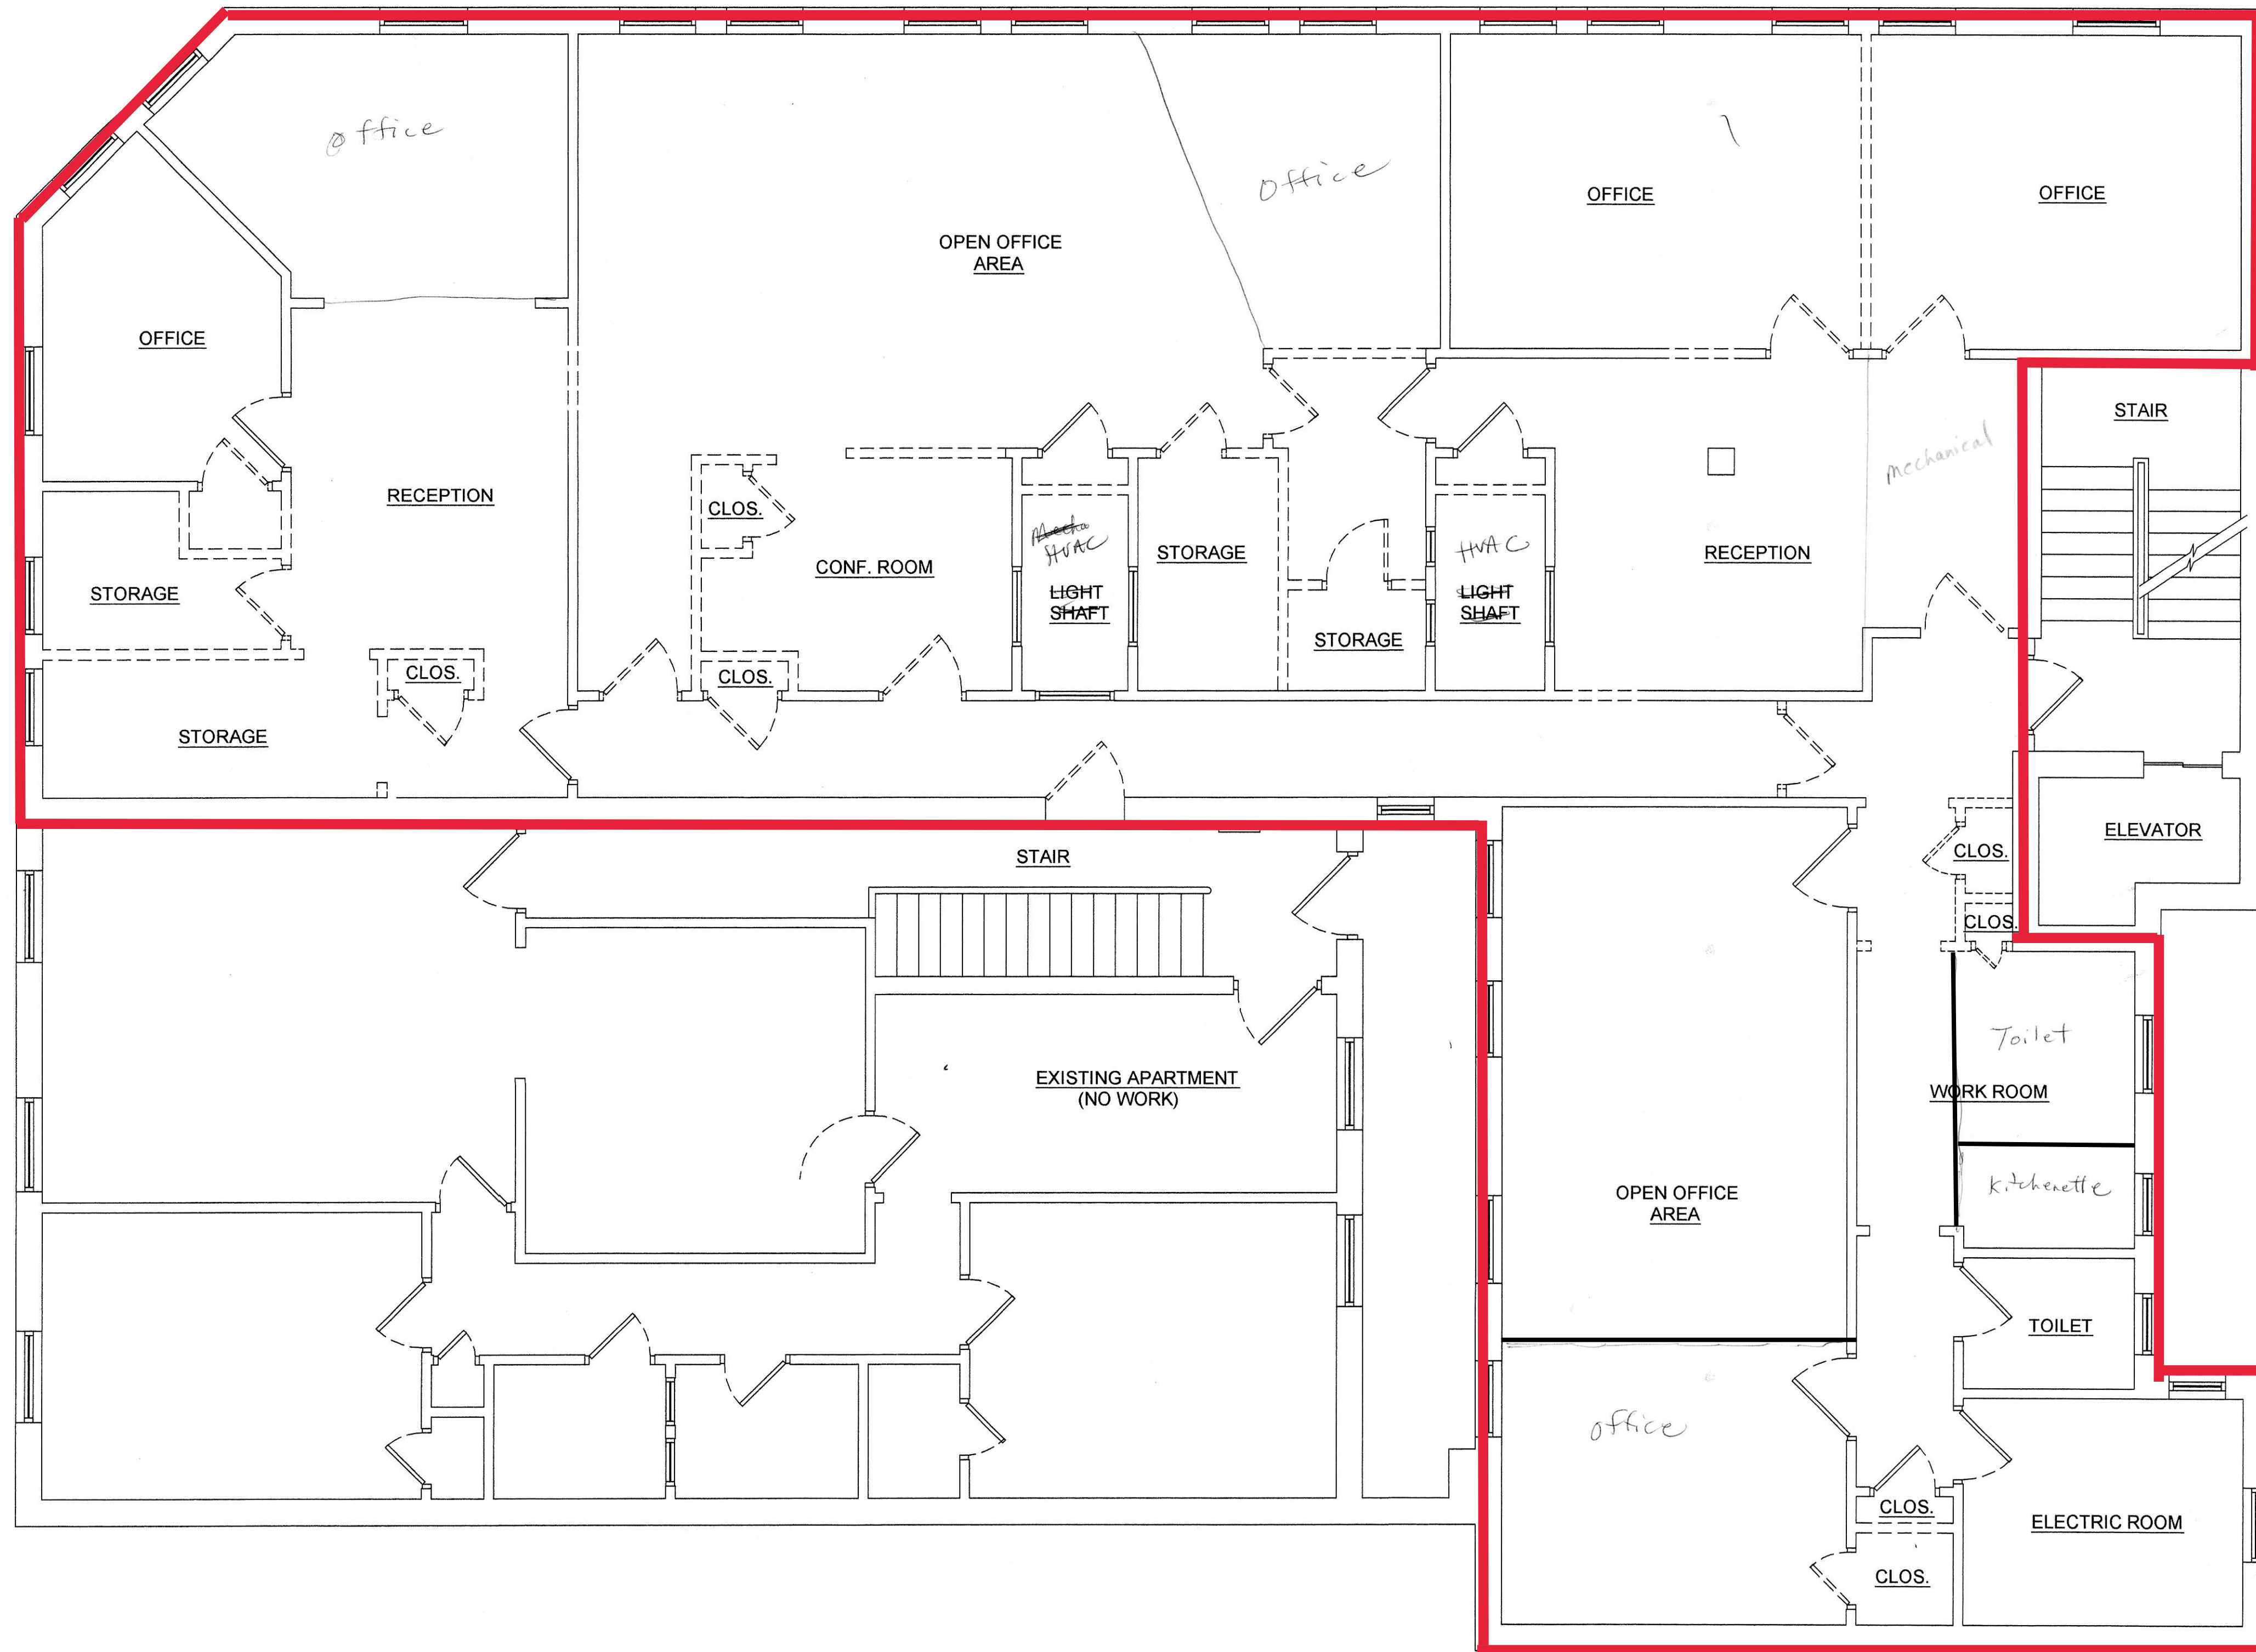 office
Office
OFFICE
OFFICE
OPEN OFFICE
AREA
OFFICE
STAIR
mechanical
RECEPTION
CLOS.
HVAC
LIGHT
SHAFT
STORAGE
HVAC
LIGHT
SHAFT
RECEPTION
CONF. ROOM
STORAGE
STORAGE
CLOS.
CLOS.
STORAGE
ELEVATOR
CLOS.
STAIR
CLOS.
Toilet
EXISTING APARTMENT
(NO WORK)
WORK ROOM
Kitchenette
OPEN OFFICE
AREA
TOILET
office
CLOS.
ELECTRIC ROOM
CLOS.